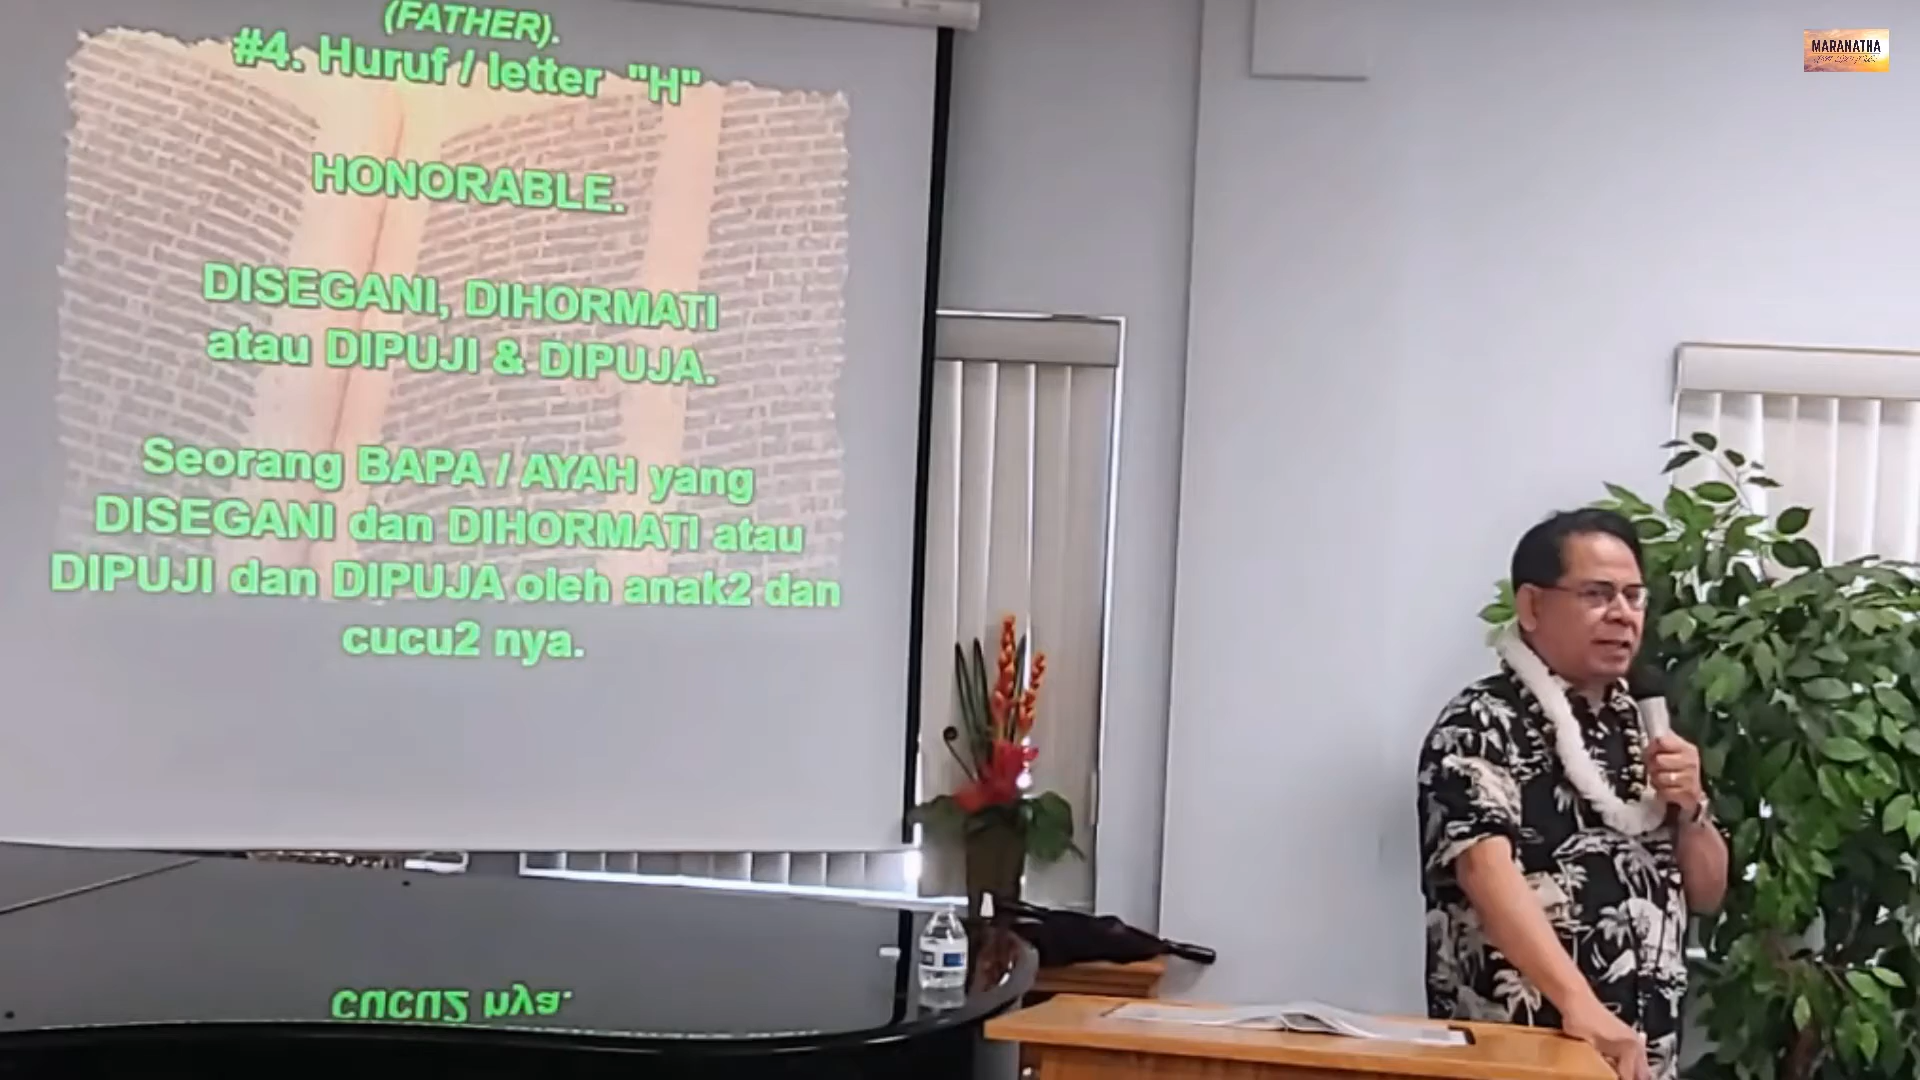 (FATHER).
#4. Huruf / letter "H"
HONORABLE.
DISEGANI, DIHORMATI
atau DIPUJI & DIPUJA.
Seorang BAPA / AYAH yang
DISEGANI dan DIHORMATI atau
DIPUJI dan DIPUJA oleh anak2 dan
cucu2 nya.
cucu2 nya.
MARANATHA